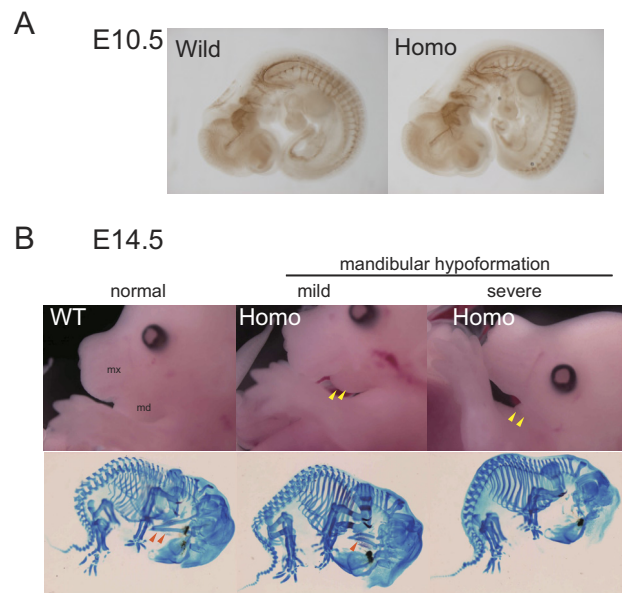 A
E10.5
Wild
Homo
B
E14.5
mandibular hypoformation
normal
mild
severe
WT
Homo
Homo
mx
md